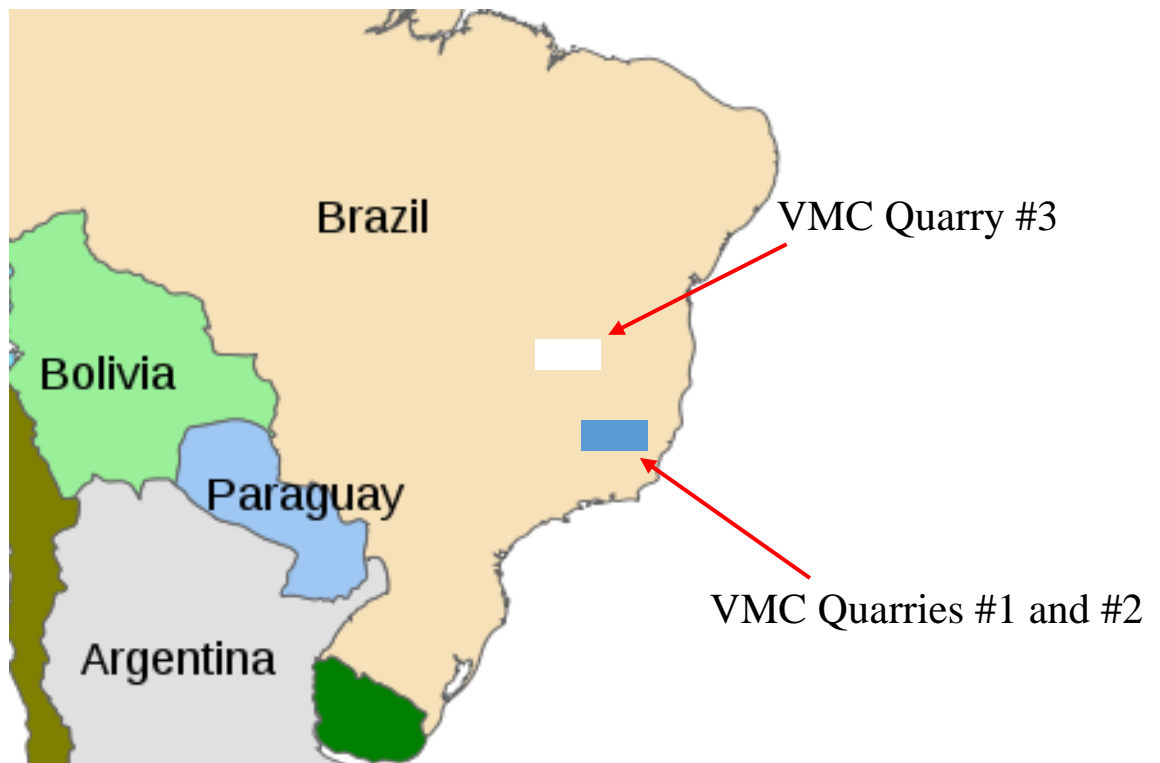 Brazil
VMC Quarry #3
Bolivia
Paraguay
VMC Quarries #1 and #2
Argentina